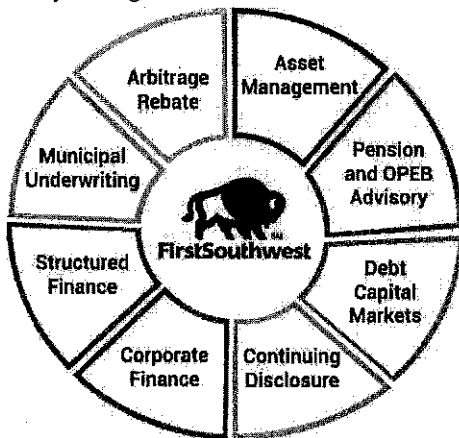 Asset
Management
Pension
and OPEB
Advisory
Debt
Capital
Markets
Continuing
Disclosure
Corporate
Finance
Structured
Finance
Municipal
Underwriting
Arbitrage
Rebate
FirstSouthwest